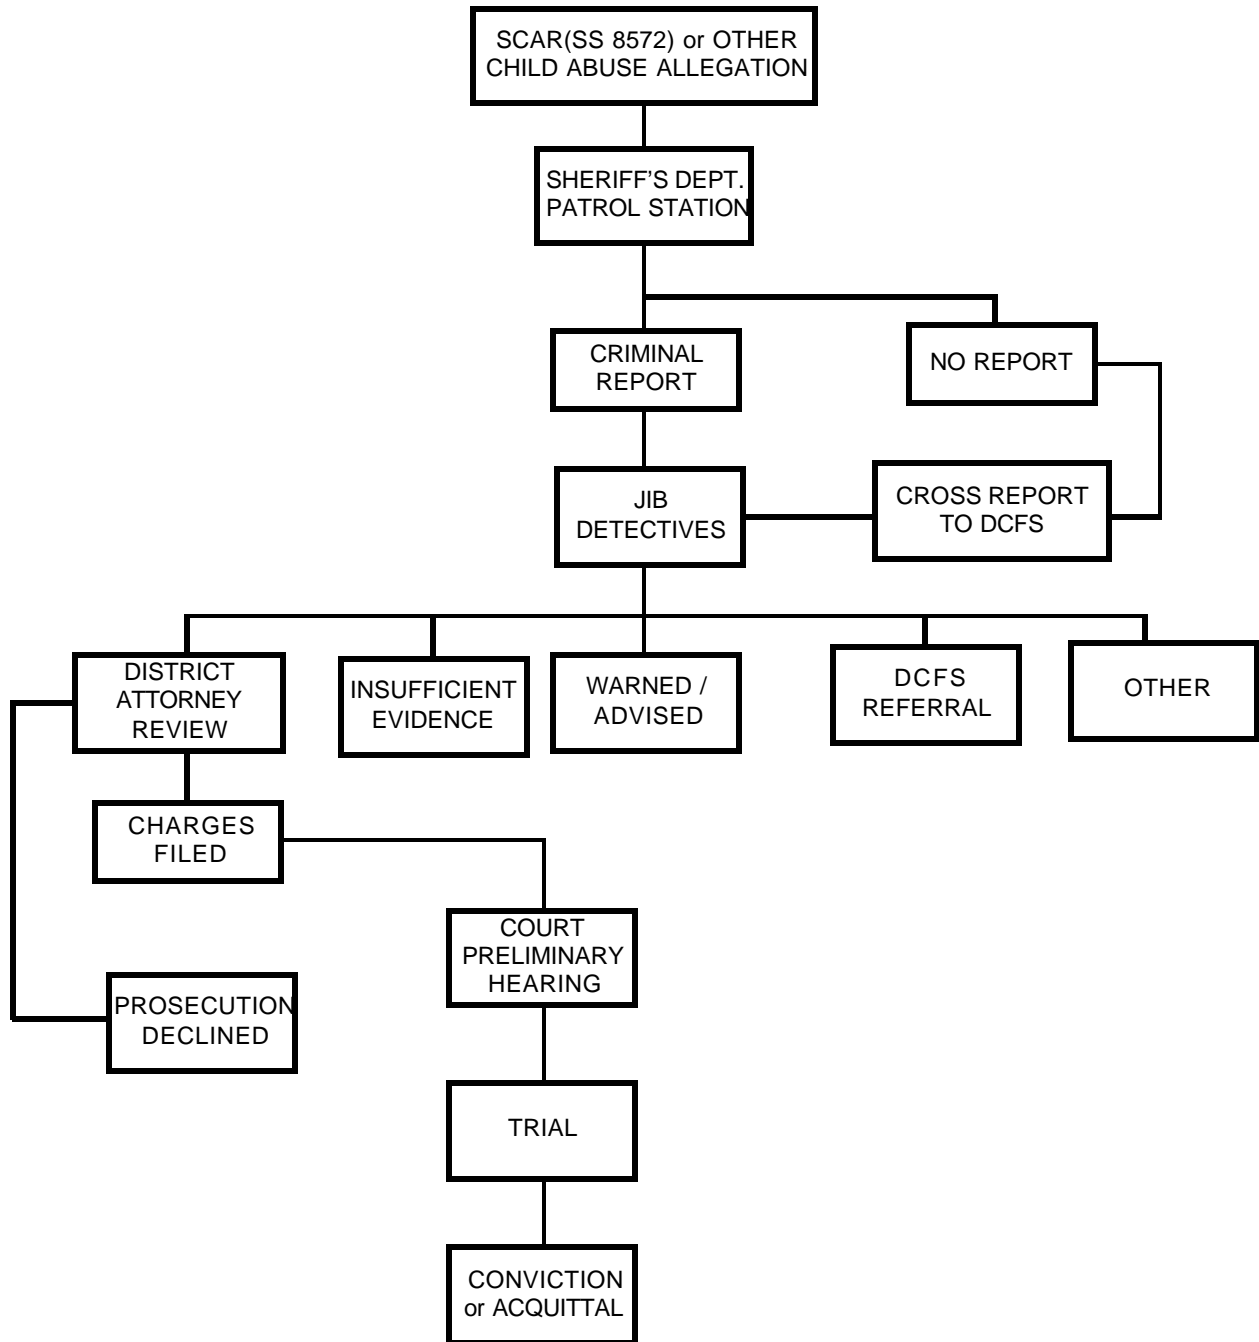 SCAR(SS 8572) or OTHER
CHILD ABUSE ALLEGATION
SHERIFF'S DEPT.
PATROL STATION
CRIMINAL
REPORT
NO REPORT
JIB
DETECTIVES
CROSS REPORT
TO DCFS
DISTRICT
ATTORNEY
REVIEW
INSUFFICIENT
EVIDENCE
WARNED /
ADVISED
DCFS
REFERRAL
OTHER
CHARGES
FILED
COURT
PRELIMINARY
HEARING
PROSECUTION
DECLINED
TRIAL
CONVICTION
or ACQUITTAL